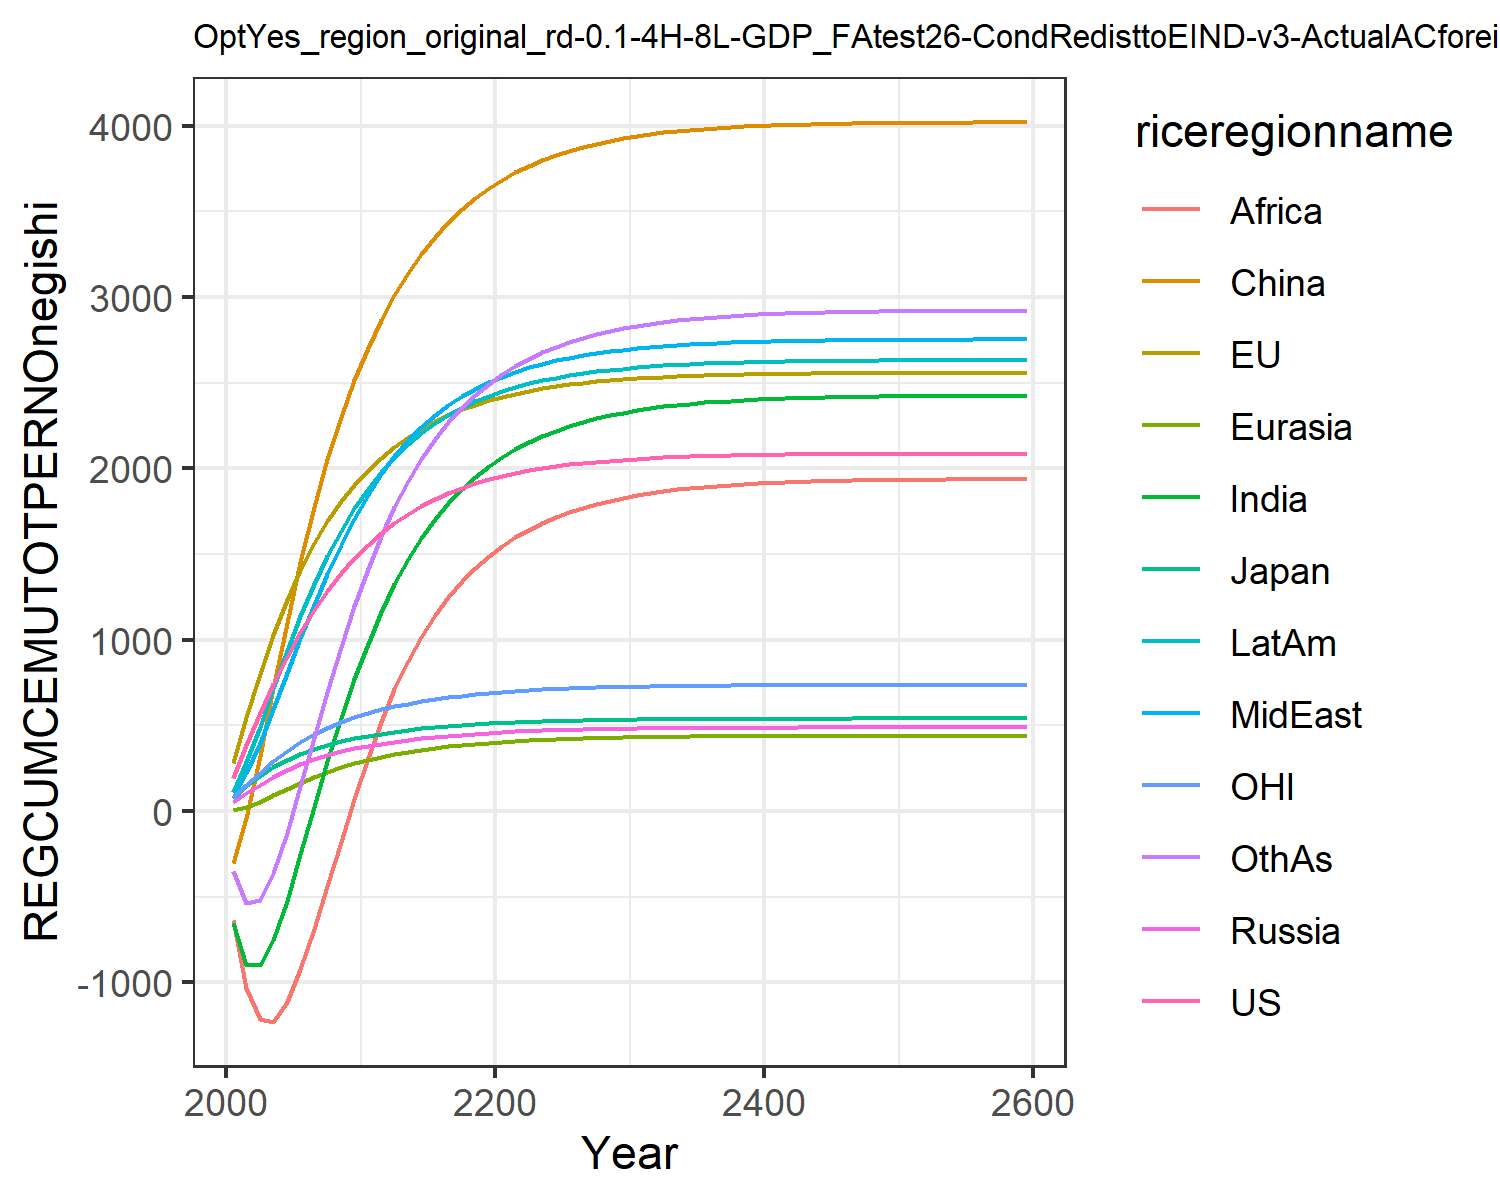 OptYes_region_original_rd-0.1-4H-8L-GDP_FAtest26-CondRedisttoEIND-v3-ActualACforei
REGCUMCEMUTOTPERNOnegishi
4000
3000
2000
1000
0
-1000
2000
2200
2400
2600
Year
riceregionname
Africa
China
EU
Eurasia
India
Japan
LatAm
MidEast
OHI
OthAs
Russia
US